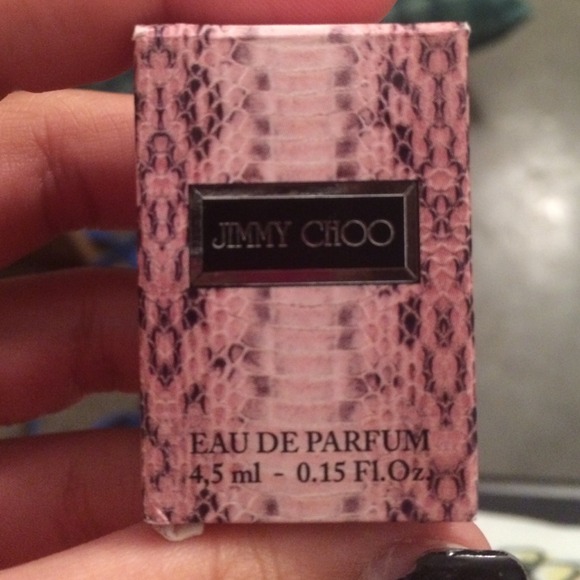 JIMMY CHOO
EAU DE PARFUM
4,5 ml - 0.15 Fl.Oz.